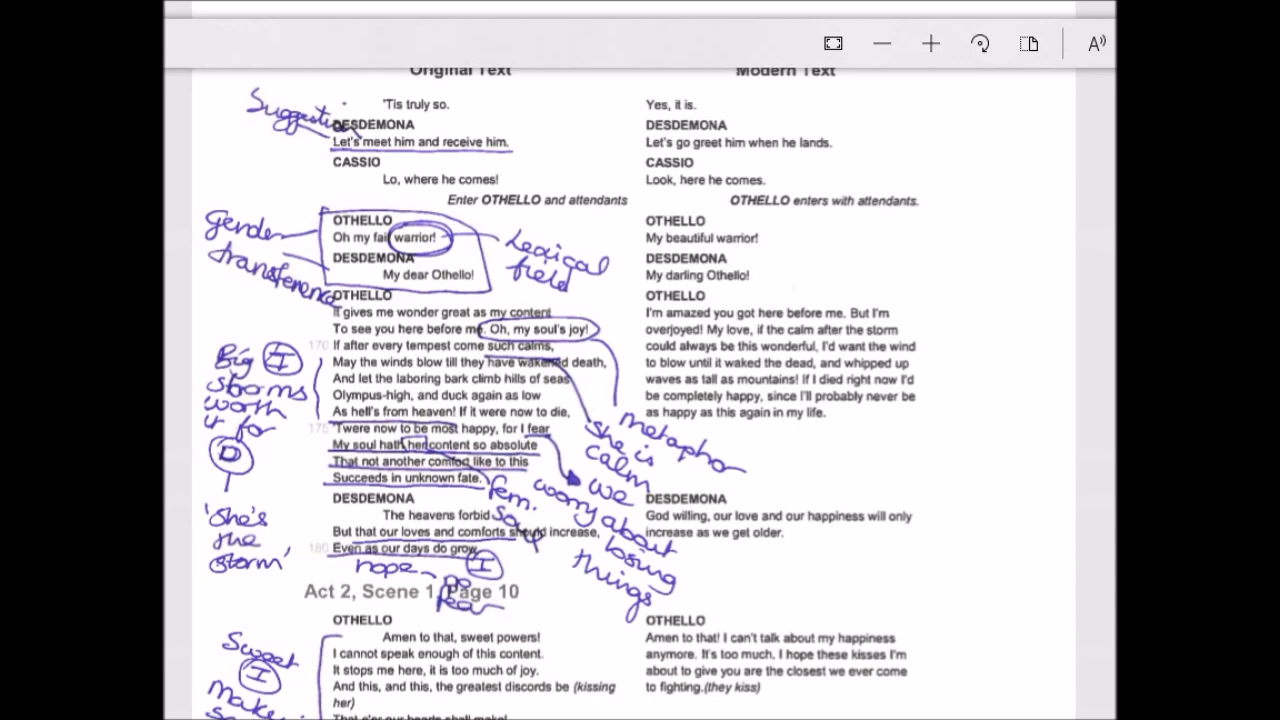 Original Text
Modern Text
'Tis truly so.
Yes, it is.
Suggestion
DESDEMONA
Let's meet him and receive him.
DESDEMONA
Let's go greet him when he lands.
CASSIO
Lo, where he comes!
CASSIO
Look, here he comes.
Enter OTHELLO and attendants
OTHELLO enters with attendants.
gender
transference
OTHELLO
Oh my fair warrior!
Lexical
field
OTHELLO
My beautiful warrior!
DESDEMONA
My dear Othello!
DESDEMONA
My darling Othello!
OTHELLO
It gives me wonder great as my content
To see you here before me. Oh, my soul's joy!
170 If after every tempest come such calms,
May the winds blow till they have wakened death,
And let the laboring bark climb hills of seas
Olympus-high, and duck again as low
As hell's from heaven! If it were now to die,
175 'Twere now to be most happy, for I fear
My soul hath her content so absolute
That not another comfort like to this
Succeeds in unknown fate.
OTHELLO
I'm amazed you got here before me. But I'm
overjoyed! My love, if the calm after the storm
could always be this wonderful, I'd want the wind
to blow until it waked the dead, and whipped up
waves as tall as mountains! If I died right now I'd
be completely happy, since I'll probably never be
as happy as this again in my life.
Big I
storms
worth
it for
D
'She's
the
storm'
metaphor
She is
calm
we
worry about
losing
things
fem.
soul
DESDEMONA
The heavens forbid
But that our loves and comforts should increase,
180 Even as our days do grow
DESDEMONA
God willing, our love and our happiness will only
increase as we get older.
hope - no
fear
I
Act 2, Scene 1, Page 10
OTHELLO
Amen to that, sweet powers!
I cannot speak enough of this content.
It stops me here, it is too much of joy.
And this, and this, the greatest discords be (kissing
her)
That e'er our hearts shall make!
OTHELLO
Amen to that! I can't talk about my happiness
anymore. It's too much. I hope these kisses I'm
about to give you are the closest we ever come
to fighting.(they kiss)
Sweet
I
make